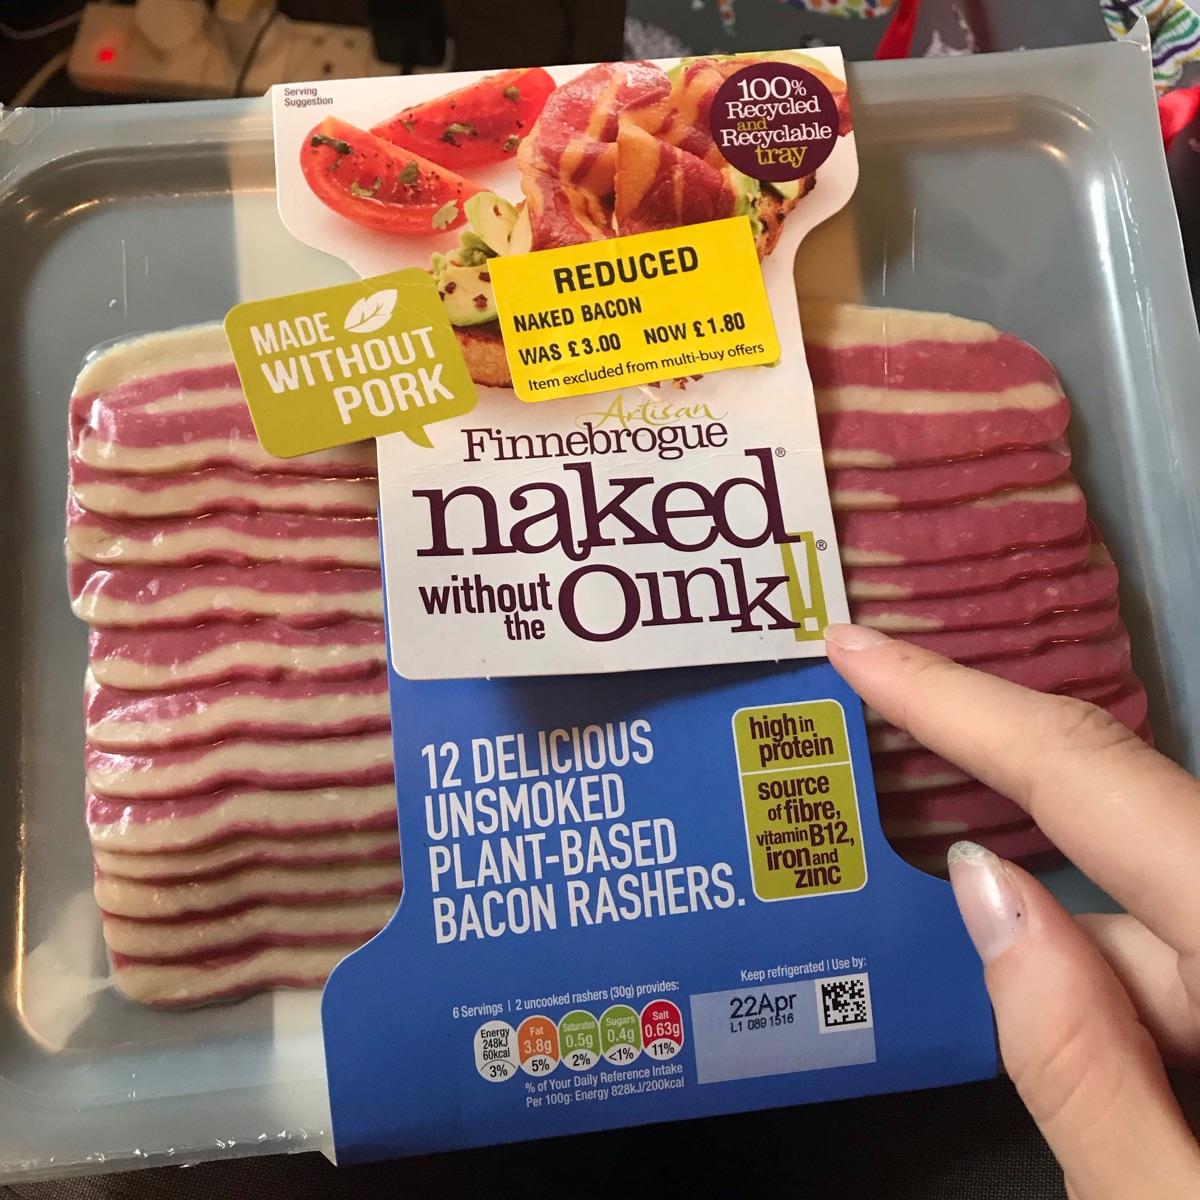 Serving
Suggestion
100%
Recycled
and
Recyclable
tray
MADE
WITHOUT
PORK
REDUCED
NAKED BACON
WAS £3.00 NOW £1.80
Item excluded from multi-buy offers
Artisan
Finnebrogue
naked®
without
the
Oink!®
12 DELICIOUS
UNSMOKED
PLANT-BASED
BACON RASHERS.
high in
protein
source
of fibre,
vitamin B12,
iron and
zinc
6 Servings | 2 uncooked rashers (30g) provides:
Energy
248kJ
60kcal
3%
Fat
3.8g
5%
Saturates
0.5g
2%
Sugars
0.4g
<1%
Salt
0.63g
11%
% of Your Daily Reference Intake
Per 100g: Energy 828kJ/200kcal
Keep refrigerated | Use by:
22Apr
L1 089 1516